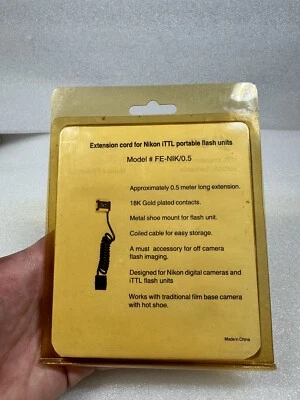 Extension cord for Nikon iTTL portable flash units
Model # FE-NIK/0.5
Approximately 0.5 meter long extension.
18K Gold plated contacts.
Metal shoe mount for flash unit.
Coiled cable for easy storage.
A must accessory for off camera
flash imaging.
Designed for Nikon digital cameras and
iTTL flash units
Works with traditional film base camera
with hot shoe.
Made in China